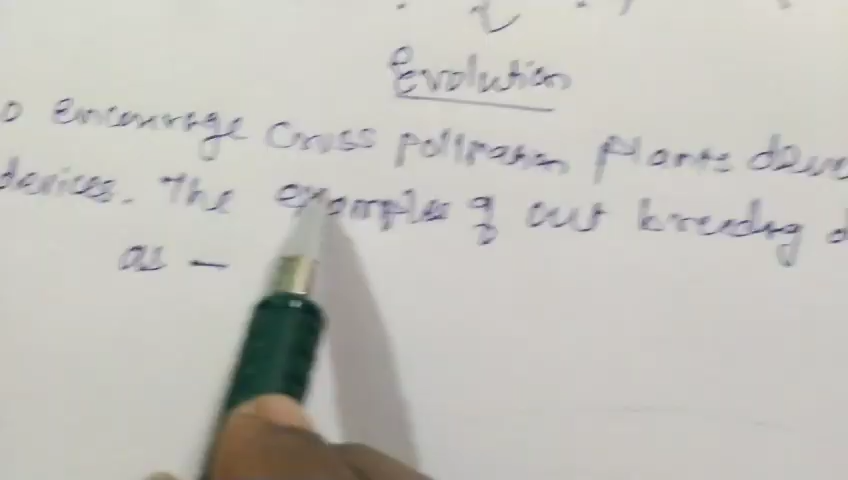 Evolution
o encourage Cross pollination Plants deve
devices. The examples of out breeding d
as —